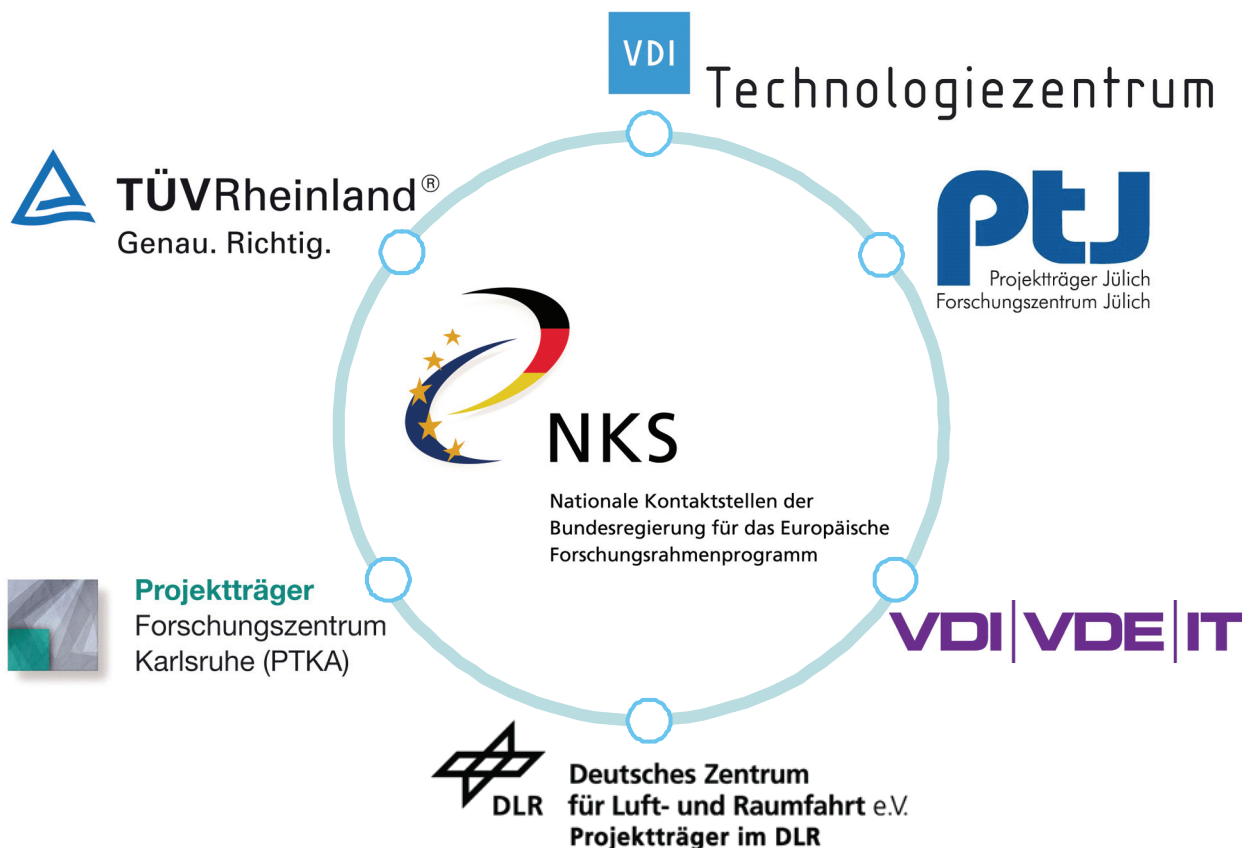 VDI
Technologiezentrum
TÜVRheinland®
Genau. Richtig.
ptJ
Projektträger Jülich
Forschungszentrum Jülich
NKS
Nationale Kontaktstellen der
Bundesregierung für das Europäische
Forschungsrahmenprogramm
Projektträger
Forschungszentrum
Karlsruhe (PTKA)
VDI|VDE|IT
DLR
Deutsches Zentrum
für Luft- und Raumfahrt e.V.
Projektträger im DLR